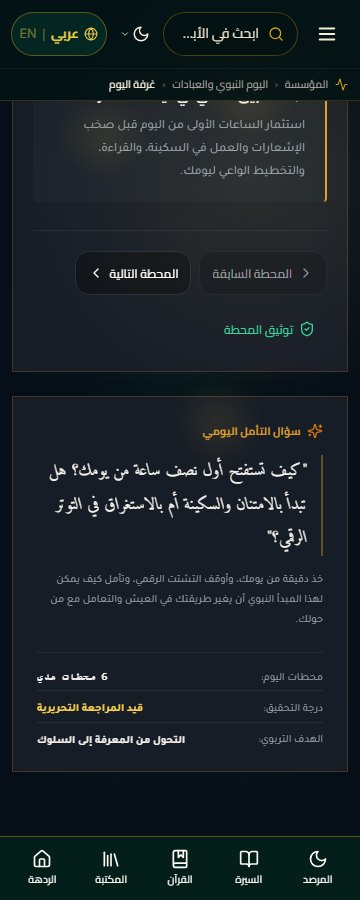 ابحث في الأبـ...
عربي | EN
المؤسسة ‹ اليوم النبوي والعبادات ‹ غرفة اليوم
استثمار الساعات الأولى من اليوم قبل صخب
الإشعارات والعمل في السكينة، والقراءة،
والتخطيط الواعي ليومك.
المحطة السابقة
المحطة التالية
توثيق المحطة
سؤال التأمل اليومي
"كيف تستفتح أول نصف ساعة من يومك؟ هل
تبدأ بالامتنان والسكينة أم بالاستغراق في التوتر
الرقمي؟"
خذ دقيقة من يومك، وأوقف التشتت الرقمي، وتأمل كيف يمكن
لهذا المبدأ النبوي أن يغير طريقتك في العيش والتعامل مع من
حولك.
محطات اليوم: 6 محطات هدي
درجة التحقيق: قيد المراجعة التحريرية
الهدف التربوي: التحول من المعرفة إلى السلوك
المرصد
السيرة
القرآن
المكتبة
الردهة